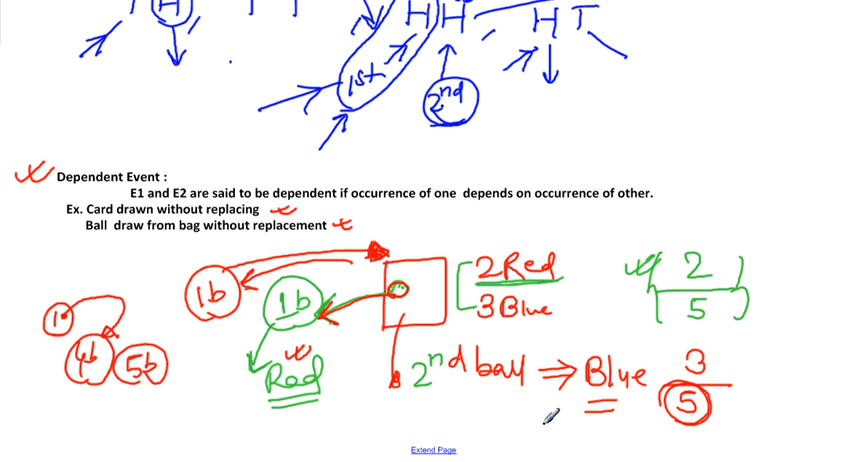 H T T H H H T
1st
2nd
Dependent Event :
E1 and E2 are said to be dependent if occurrence of one depends on occurrence of other.
Ex. Card drawn without replacing
Ball draw from bag without replacement
1b 1b 2 Red 2
3 Blue 5
4b 5b
Red 2nd bay ⇒ Blue 3
5
Extend Page